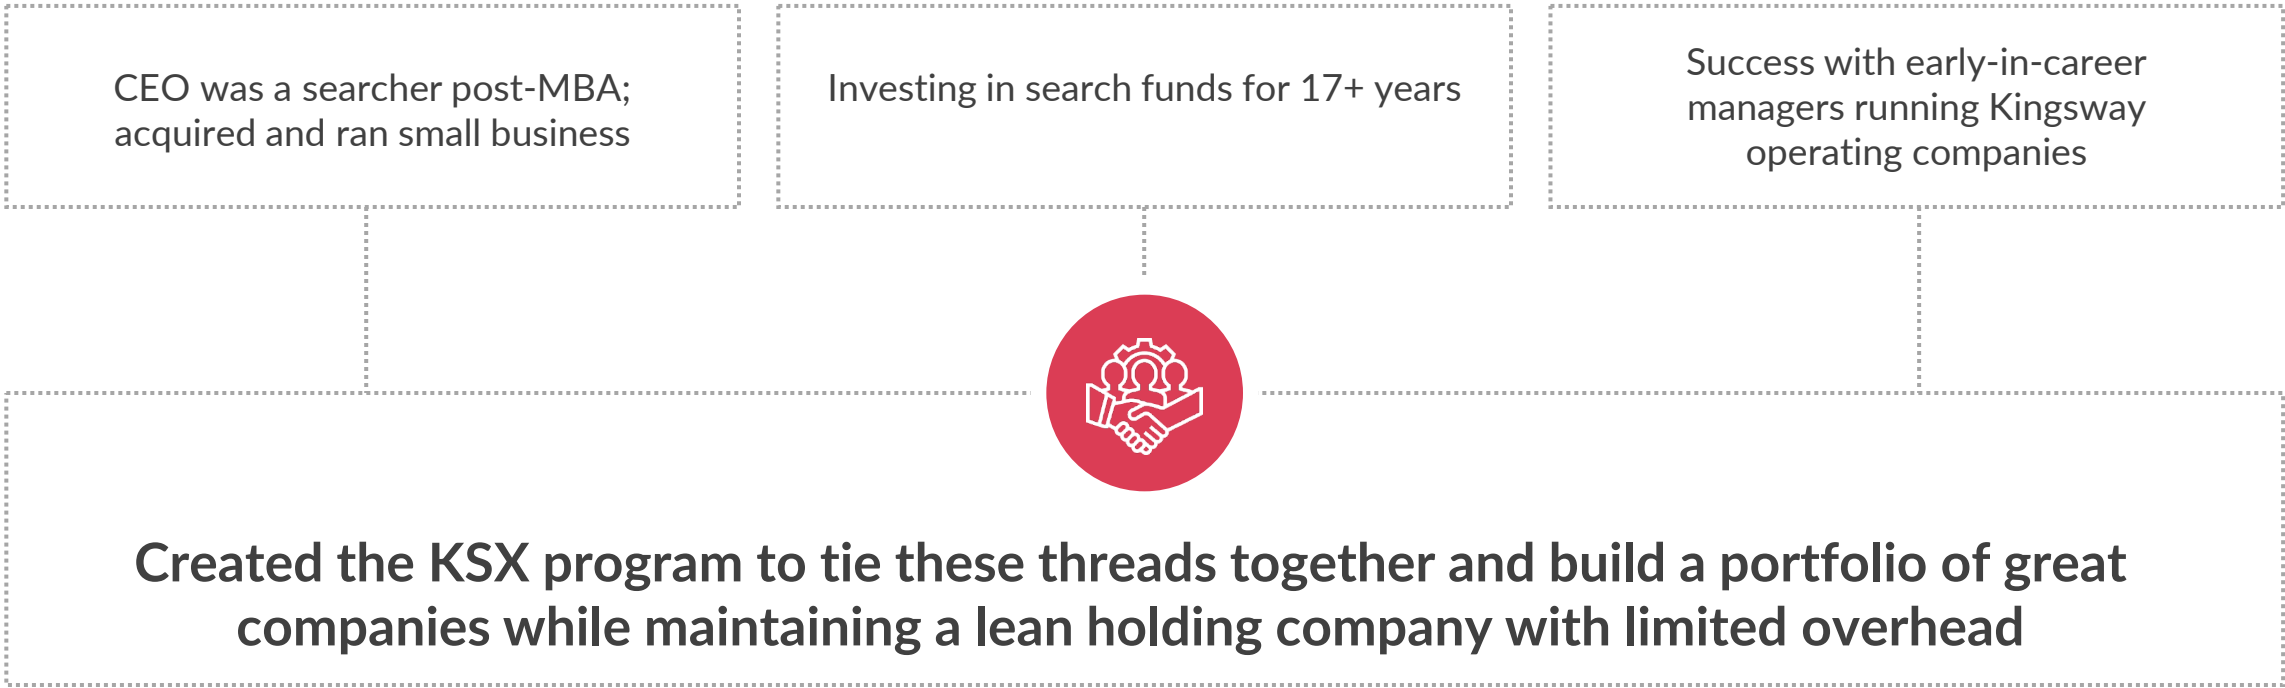 CEO was a searcher post-MBA;
acquired and ran small business
Investing in search funds for 17+ years
Success with early-in-career
managers running Kingsway
operating companies
Created the KSX program to tie these threads together and build a portfolio of great
companies while maintaining a lean holding company with limited overhead